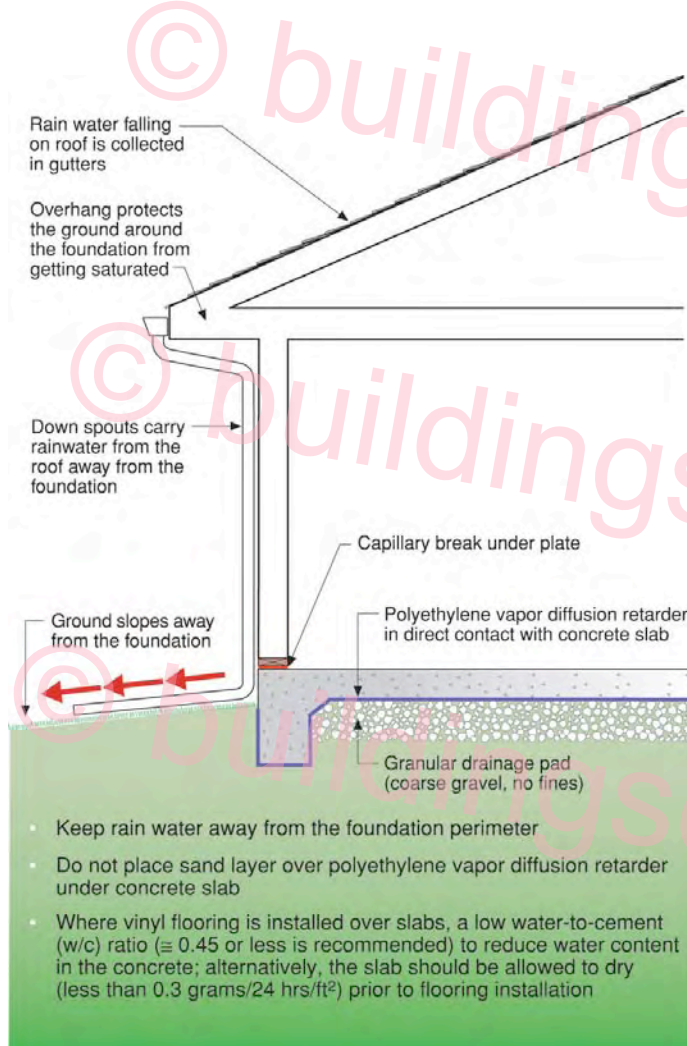 © buildings
Rain water falling
on roof is collected
in gutters
Overhang protects
the ground around
the foundation from
getting saturated
© buildings
Down spouts carry
rainwater from the
roof away from the
foundation
Capillary break under plate
Ground slopes away
from the foundation
Polyethylene vapor diffusion retarder
in direct contact with concrete slab
© buildingsc
Granular drainage pad
(coarse gravel, no fines)
• Keep rain water away from the foundation perimeter
• Do not place sand layer over polyethylene vapor diffusion retarder
under concrete slab
• Where vinyl flooring is installed over slabs, a low water-to-cement
(w/c) ratio (≅ 0.45 or less is recommended) to reduce water content
in the concrete; alternatively, the slab should be allowed to dry
(less than 0.3 grams/24 hrs/ft²) prior to flooring installation